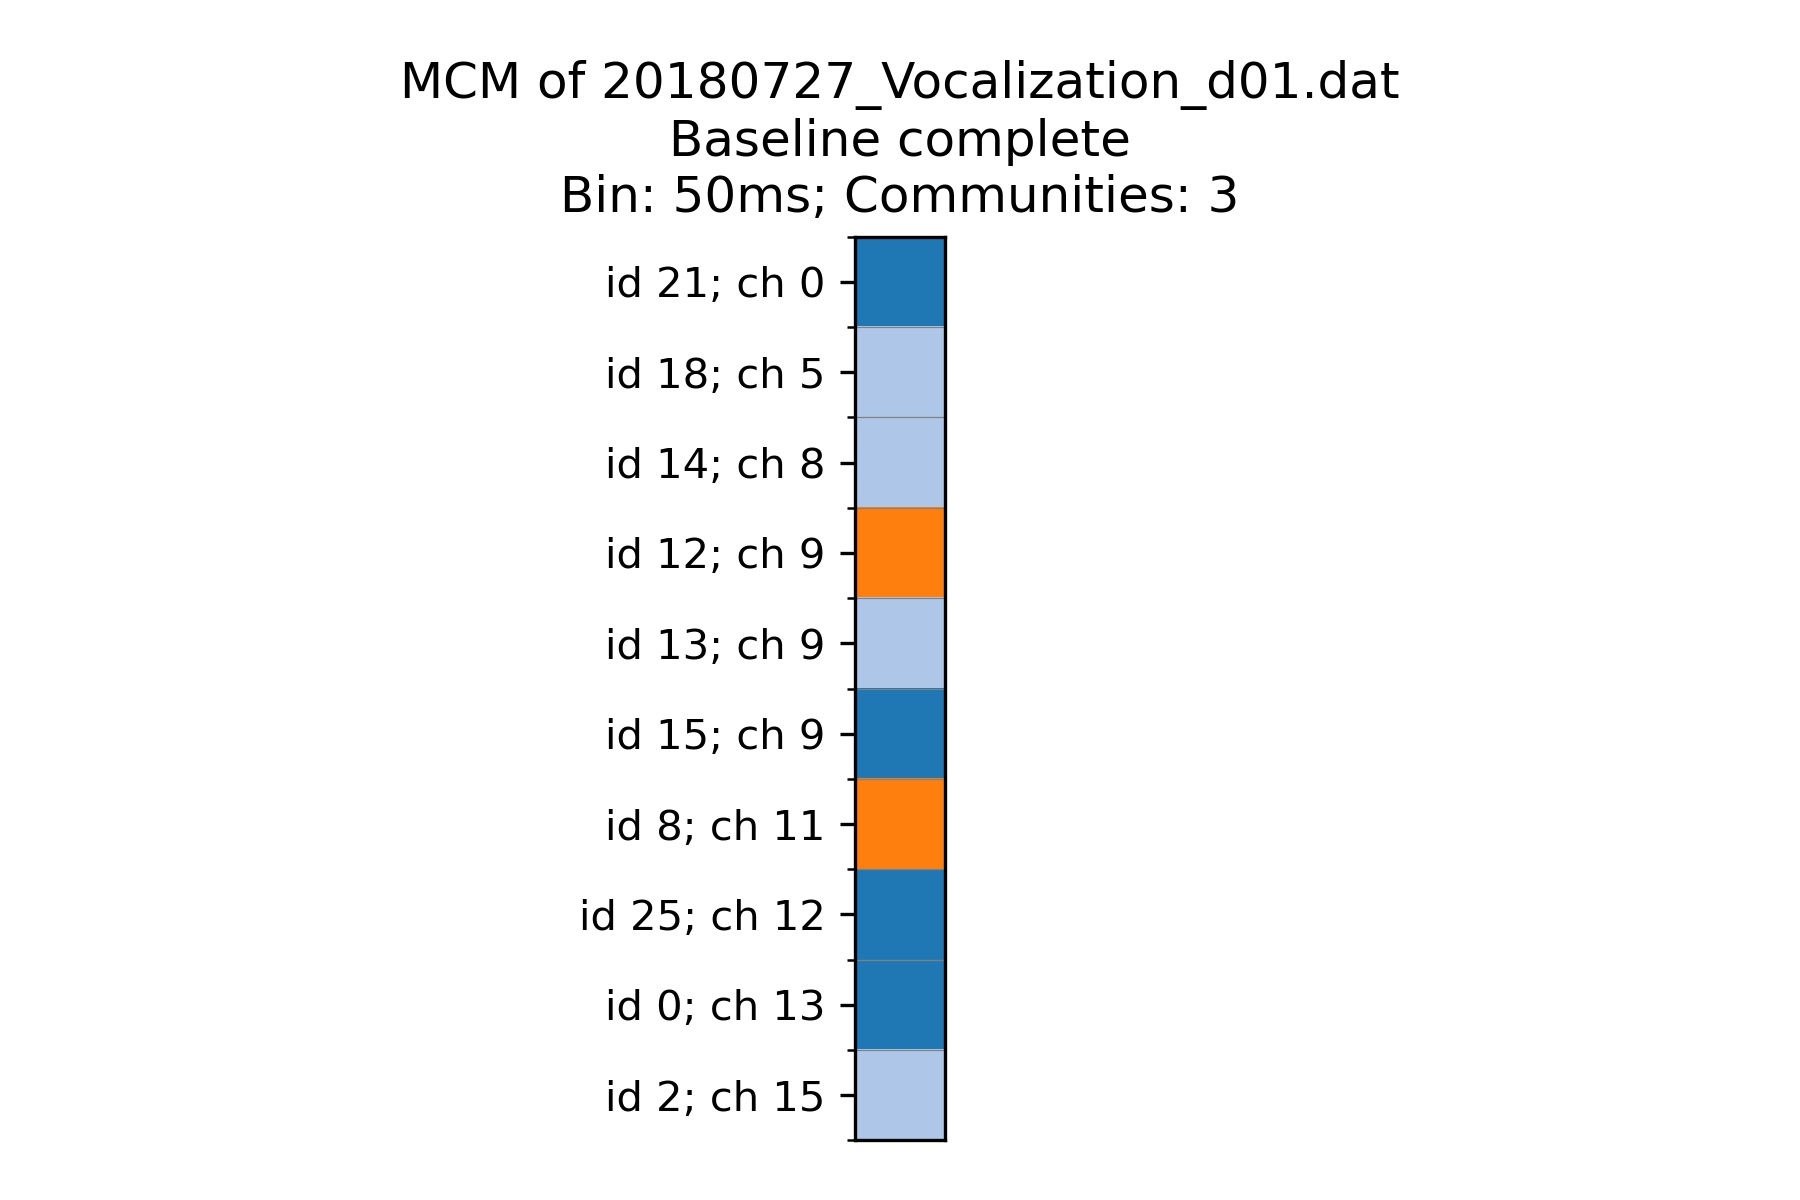 MCM of 20180727_Vocalization_d01.dat
Baseline complete
Bin: 50ms; Communities: 3
id 21; ch 0
id 18; ch 5
id 14; ch 8
id 12; ch 9
id 13; ch 9
id 15; ch 9
id 8; ch 11
id 25; ch 12
id 0; ch 13
id 2; ch 15